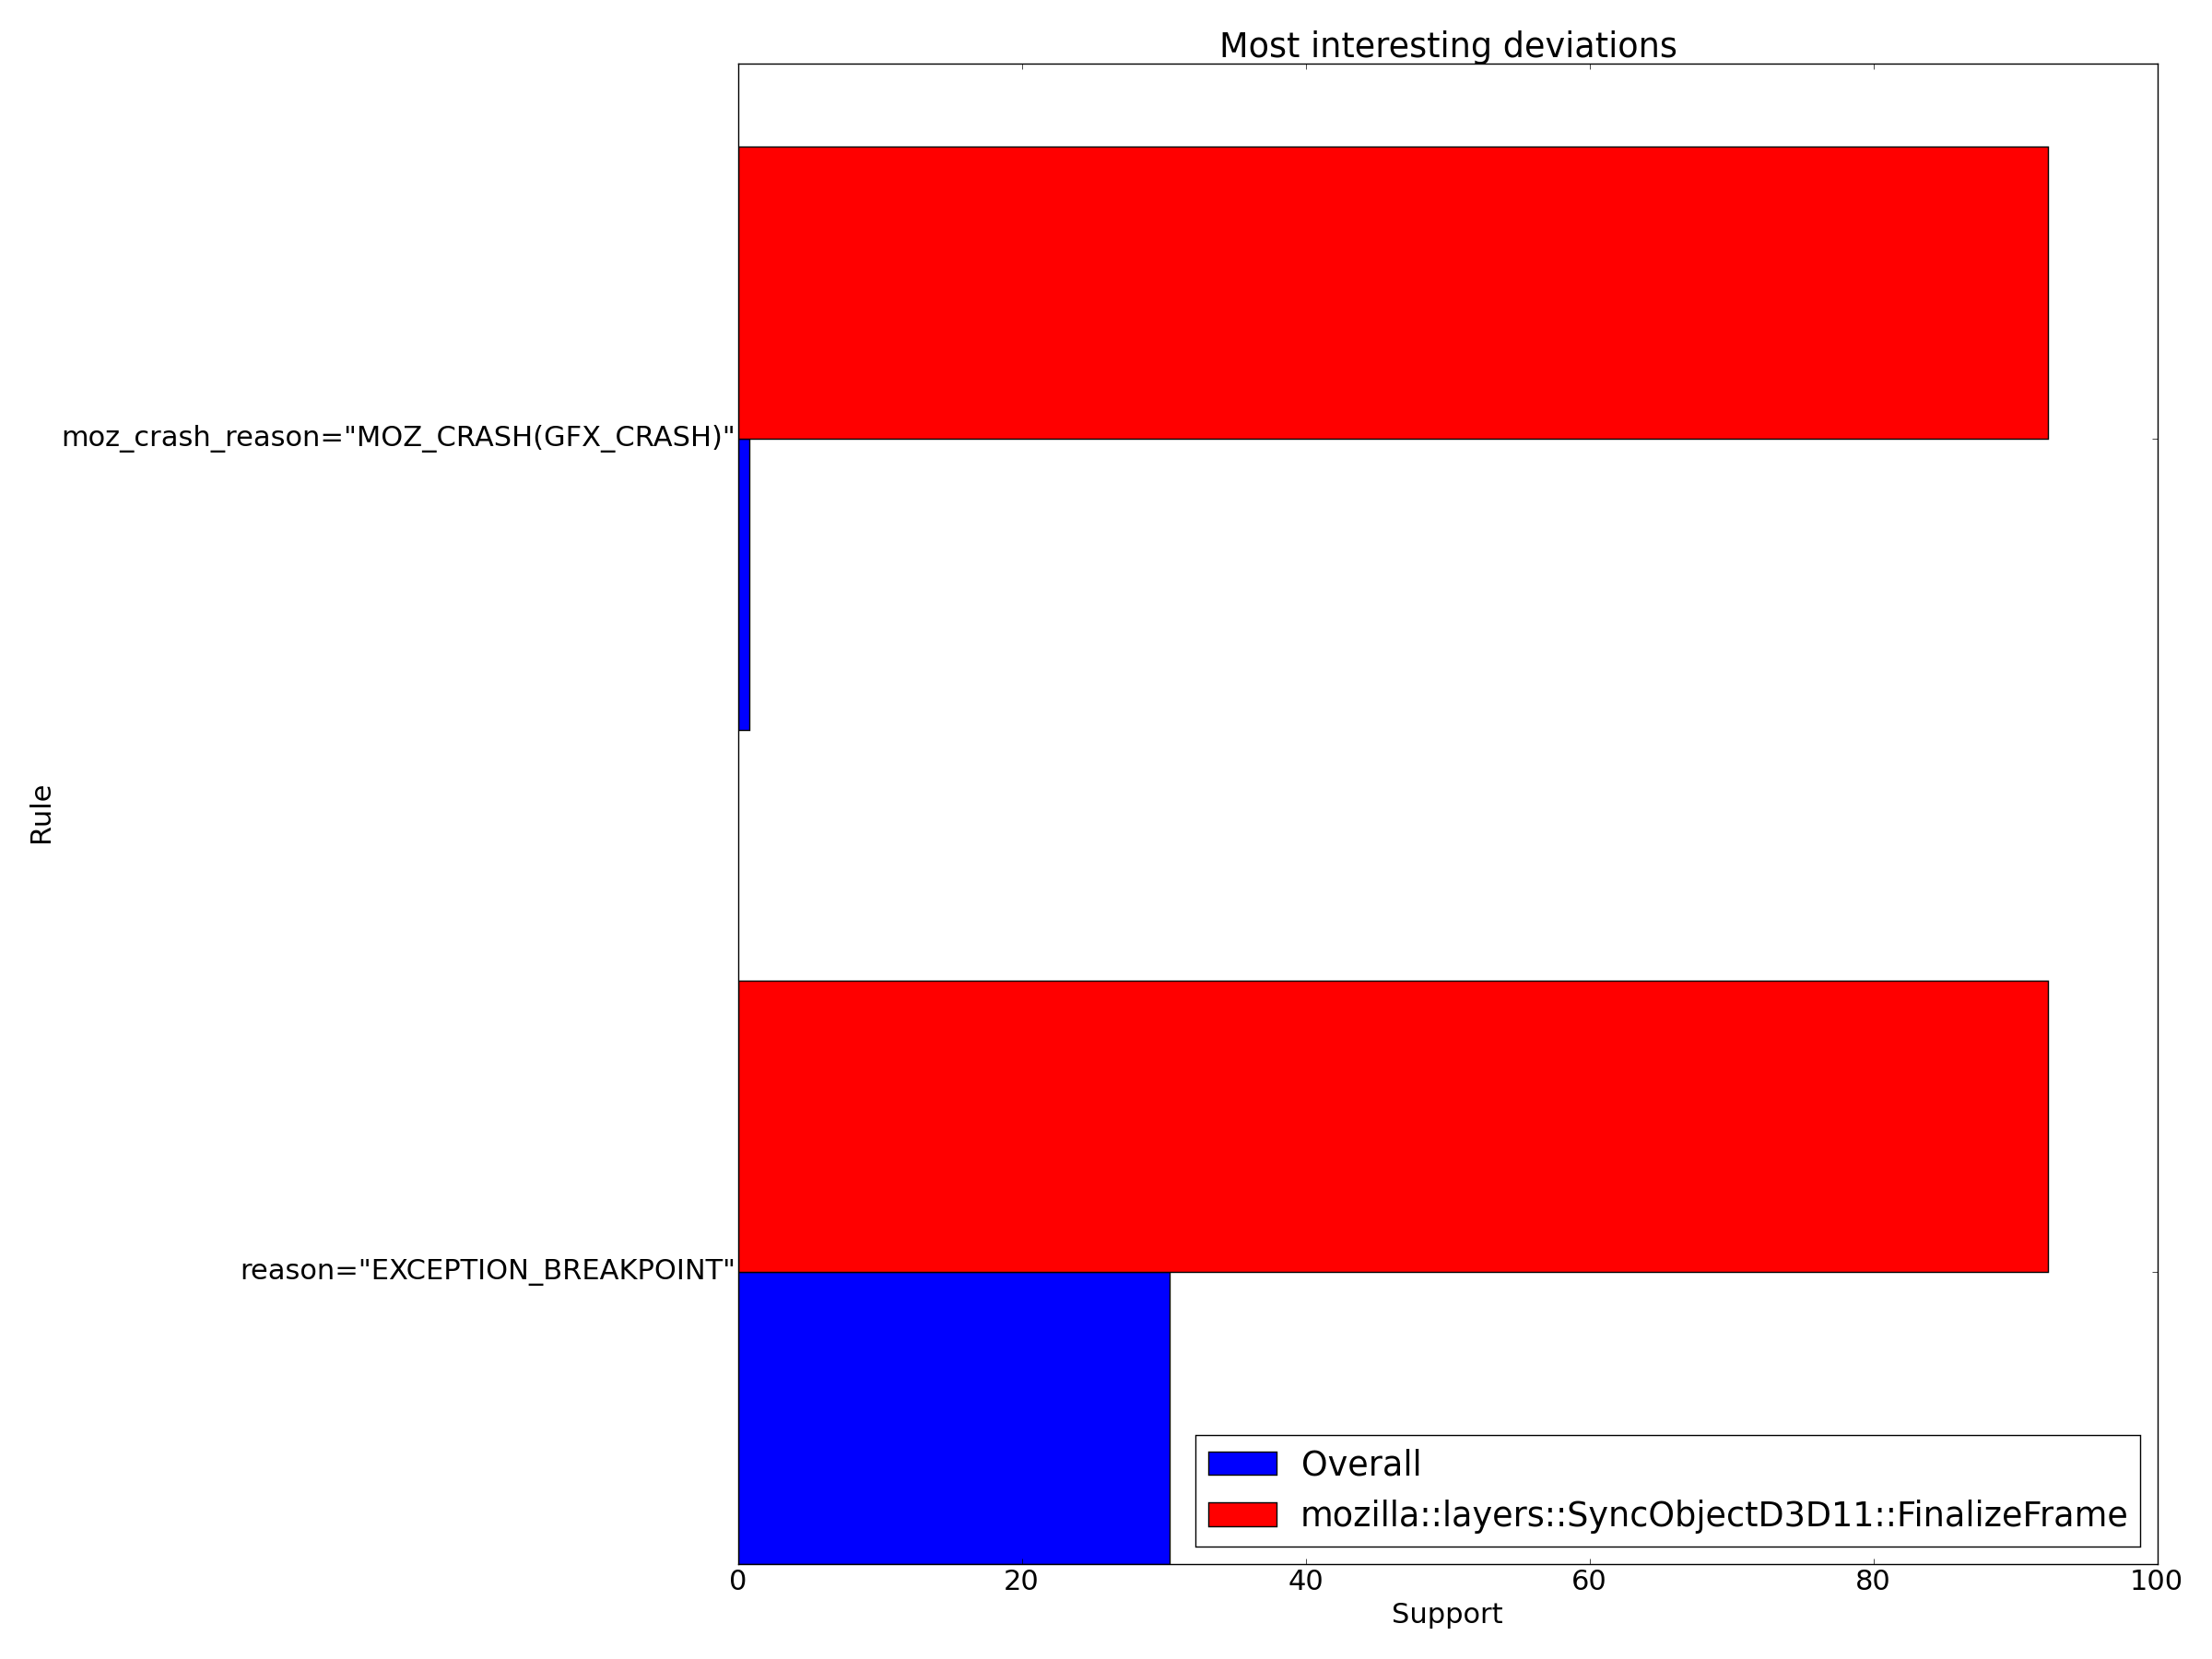 Most interesting deviations
moz_crash_reason="MOZ_CRASH(GFX_CRASH)"
Rule
reason="EXCEPTION_BREAKPOINT"
Overall
mozilla::layers::SyncObjectD3D11::FinalizeFrame
0 20 40 60 80 100
Support